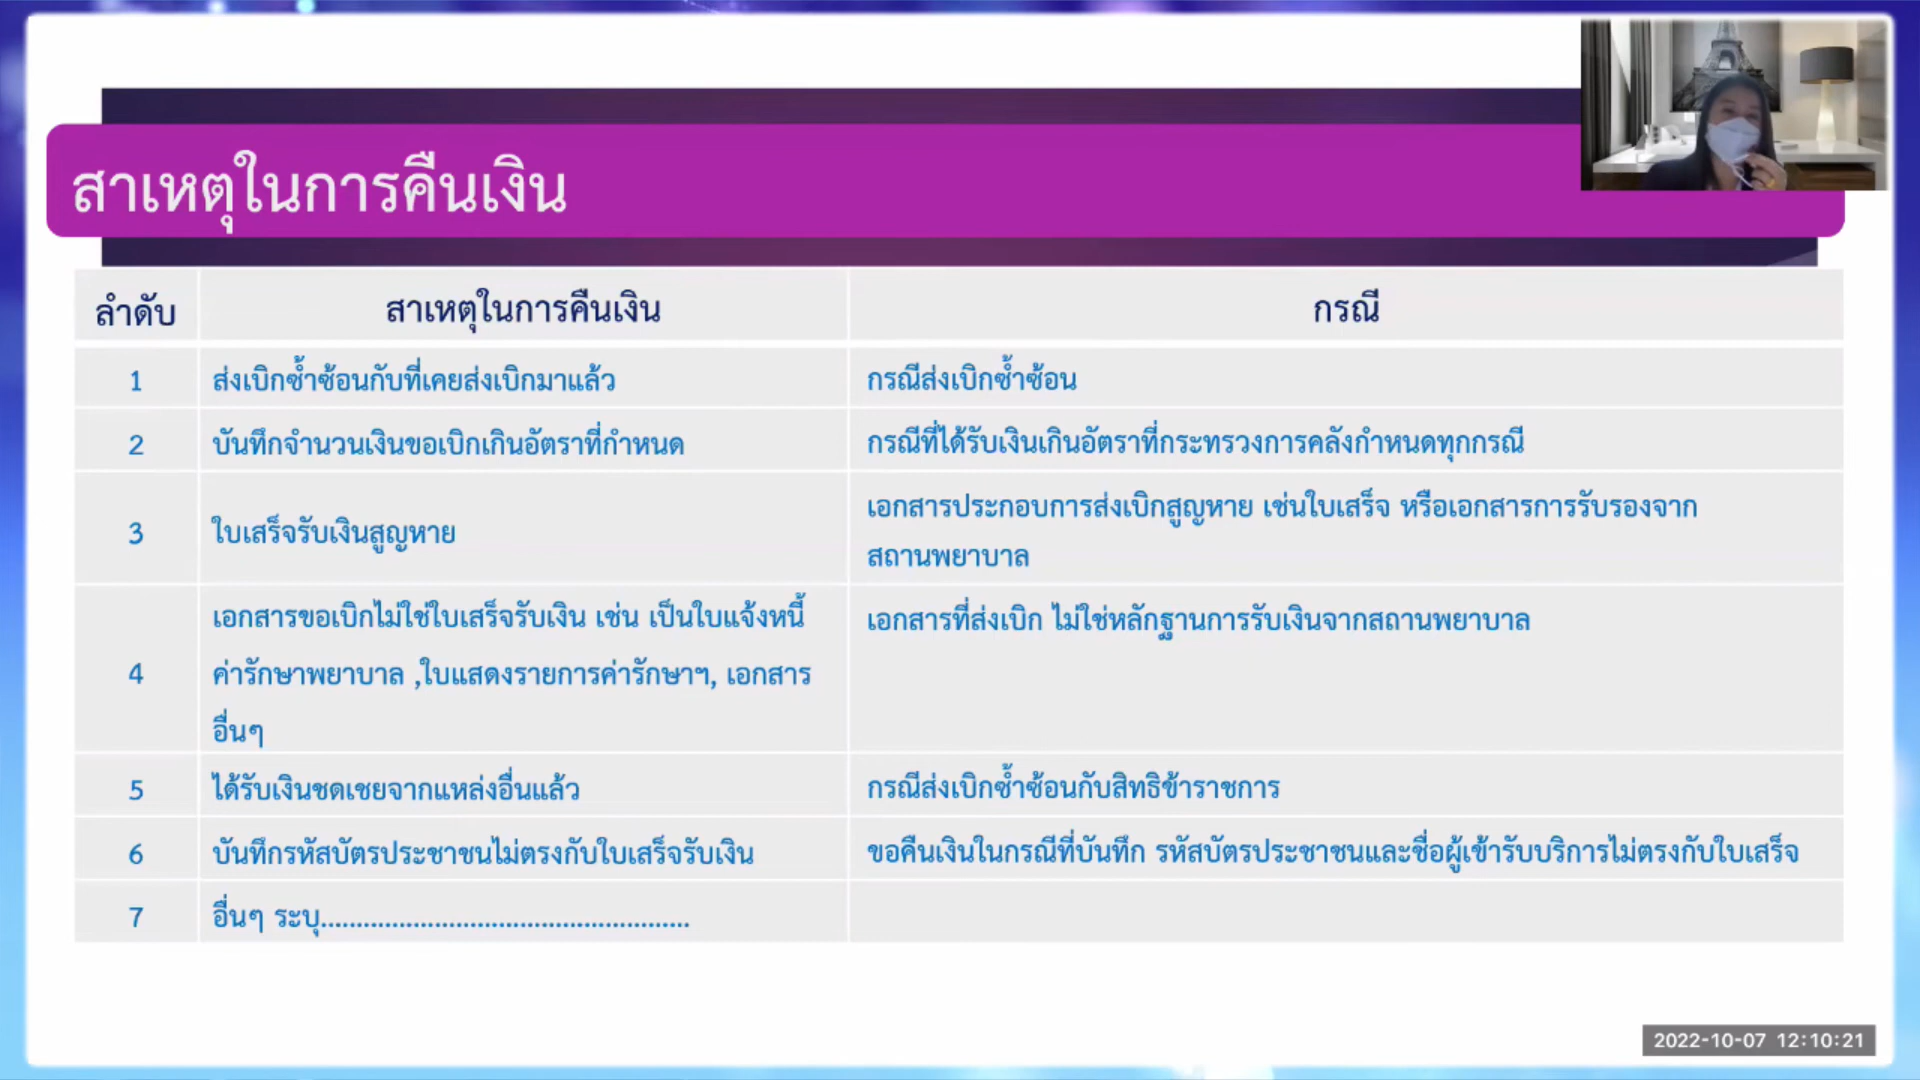 สาเหตุในการคืนเงิน
ลำดับ สาเหตุในการคืนเงิน กรณี
1 ส่งเบิกซ้ำซ้อนกับที่เคยส่งเบิกมาแล้ว กรณีส่งเบิกซ้ำซ้อน
2 บันทึกจำนวนเงินขอเบิกเกินอัตราที่กำหนด กรณีที่ได้รับเงินเกินอัตราที่กระทรวงการคลังกำหนดทุกกรณี
3 ใบเสร็จรับเงินสูญหาย เอกสารประกอบการส่งเบิกสูญหาย เช่นใบเสร็จ หรือเอกสารการรับรองจาก
สถานพยาบาล
4 เอกสารขอเบิกไม่ใช่ใบเสร็จรับเงิน เช่น เป็นใบแจ้งหนี้
ค่ารักษาพยาบาล ,ใบแสดงรายการค่ารักษาฯ, เอกสาร
อื่นๆ
เอกสารที่ส่งเบิก ไม่ใช่หลักฐานการรับเงินจากสถานพยาบาล
5 ได้รับเงินชดเชยจากแหล่งอื่นแล้ว กรณีส่งเบิกซ้ำซ้อนกับสิทธิข้าราชการ
6 บันทึกรหัสบัตรประชาชนไม่ตรงกับใบเสร็จรับเงิน ขอคืนเงินในกรณีที่บันทึก รหัสบัตรประชาชนและชื่อผู้เข้ารับบริการไม่ตรงกับใบเสร็จ
7 อื่นๆ ระบุ....................................................
2022-10-07 12:10:21